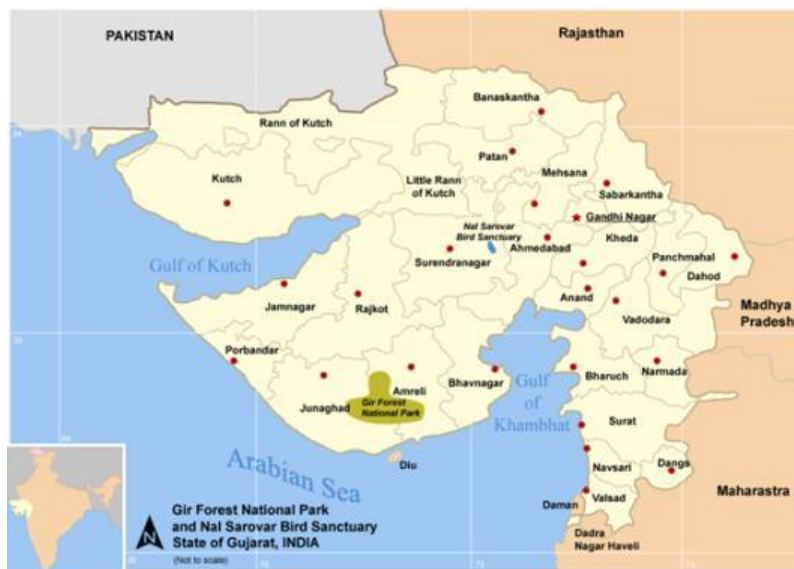 PAKISTAN
Rajasthan
Banaskantha
Rann of Kutch
Patan
Mehsana
Kutch
Little Rann
of Kutch
Sabarkantha
Gandhi Nagar
Nal Sarovar
Bird Sanctuary
Ahmedabad
Kheda
Gulf of Kutch
Surendranagar
Panchmahal
Dahod
Anand
Jamnagar
Rajkot
Vadodara
Madhya
Pradesh
Porbandar
Amreli
Bhavnagar
Gulf
of
Khambhat
Bharuch
Narmada
Junaghad
Gir Forest
National Park
Surat
Arabian Sea
Diu
Navsari
Dangs
Daman
Valsad
Maharastra
Dadra
Nagar Haveli
N
Gir Forest National Park
and Nal Sarovar Bird Sanctuary
State of Gujarat, INDIA
(Not to scale)
70
72
74